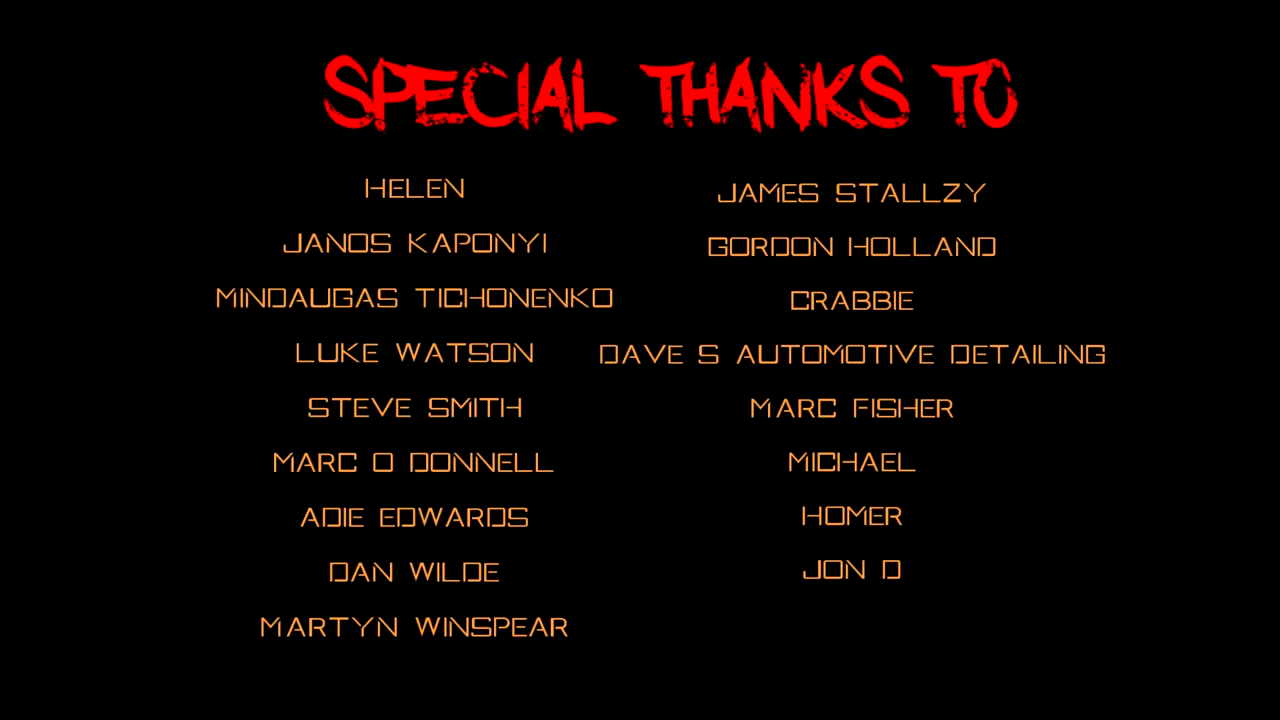 SPECIAL THANKS TO
HELEN
JANOS KAPONYI
MINDAUGAS TICHONENKO
LUKE WATSON
STEVE SMITH
MARC O DONNELL
ADIE EDWARDS
DAN WILDE
MARTYN WINSPEAR
JAMES STALLZY
GORDON HOLLAND
CRABBIE
DAVE S AUTOMOTIVE DETAILING
MARC FISHER
MICHAEL
HOMER
JON D